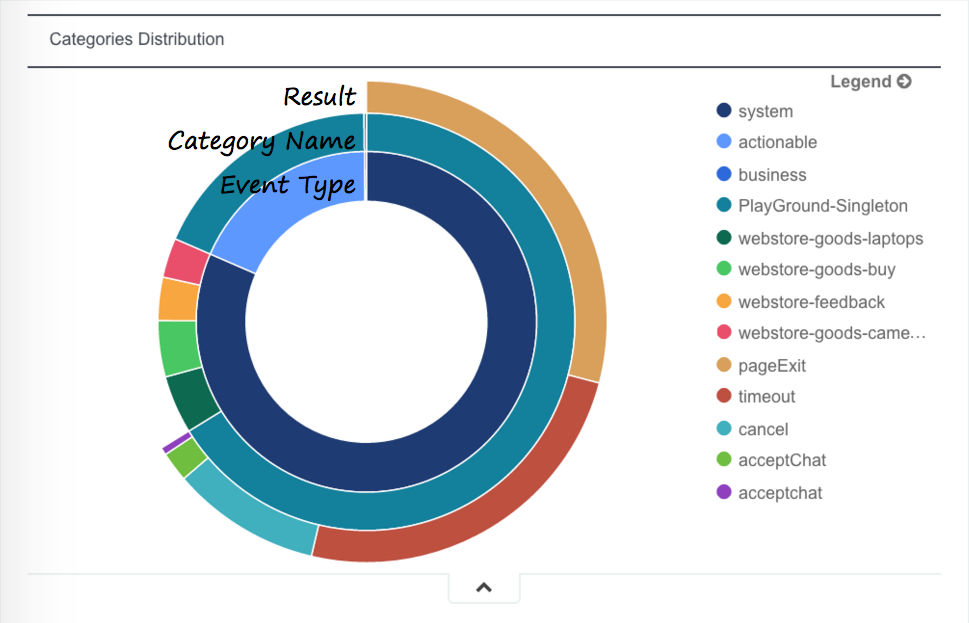 Categories Distribution
Legend
Result
Category Name
Event Type
system
actionable
business
PlayGround-Singleton
webstore-goods-laptops
webstore-goods-buy
webstore-feedback
webstore-goods-came...
pageExit
timeout
cancel
acceptChat
acceptchat